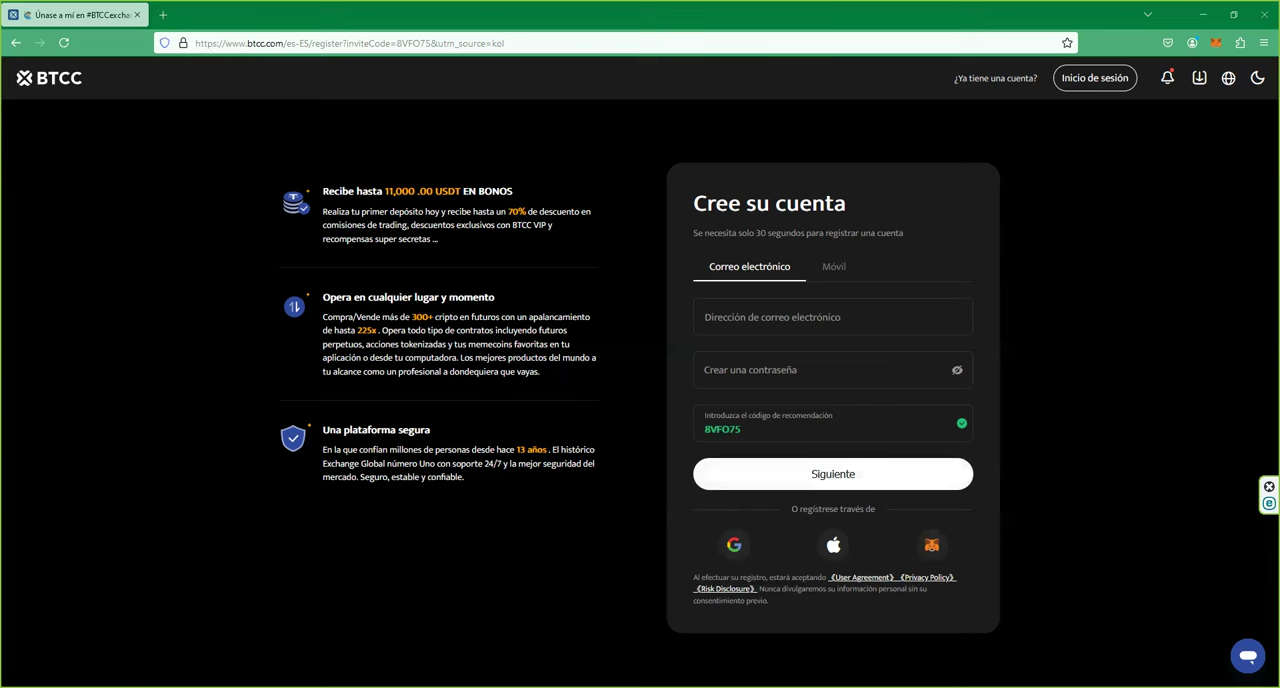 Únase a mí en #BTCCexcha
https://www.btcc.com/es-ES/register?inviteCode=8VFO75&utm_source=kol
BTCC
¿Ya tiene una cuenta?
Inicio de sesión
Recibe hasta 11,000 .00 USDT EN BONOS
Realiza tu primer depósito hoy y recibe hasta un 70% de descuento en
comisiones de trading, descuentos exclusivos con BTCC VIP y
recompensas super secretas ...
Opera en cualquier lugar y momento
Compra/Vende más de 300+ cripto en futuros con un apalancamiento
de hasta 225x . Opera todo tipo de contratos incluyendo futuros
perpetuos, acciones tokenizadas y tus memecoins favoritas en tu
aplicación o desde tu computadora. Los mejores productos del mundo a
tu alcance como un profesional a dondequiera que vayas.
Una plataforma segura
En la que confían millones de personas desde hace 13 años . El histórico
Exchange Global número Uno con soporte 24/7 y la mejor seguridad del
mercado. Seguro, estable y confiable.
Cree su cuenta
Se necesita solo 30 segundos para registrar una cuenta
Correo electrónico
Móvil
Dirección de correo electrónico
Crear una contraseña
Introduzca el código de recomendación
8VFO75
Siguiente
O regístrese través de
Al efectuar su registro, estará aceptando 《User Agreement》 《Privacy Policy》
《Risk Disclosure》 Nunca divulgaremos su información personal sin su
consentimiento previo.